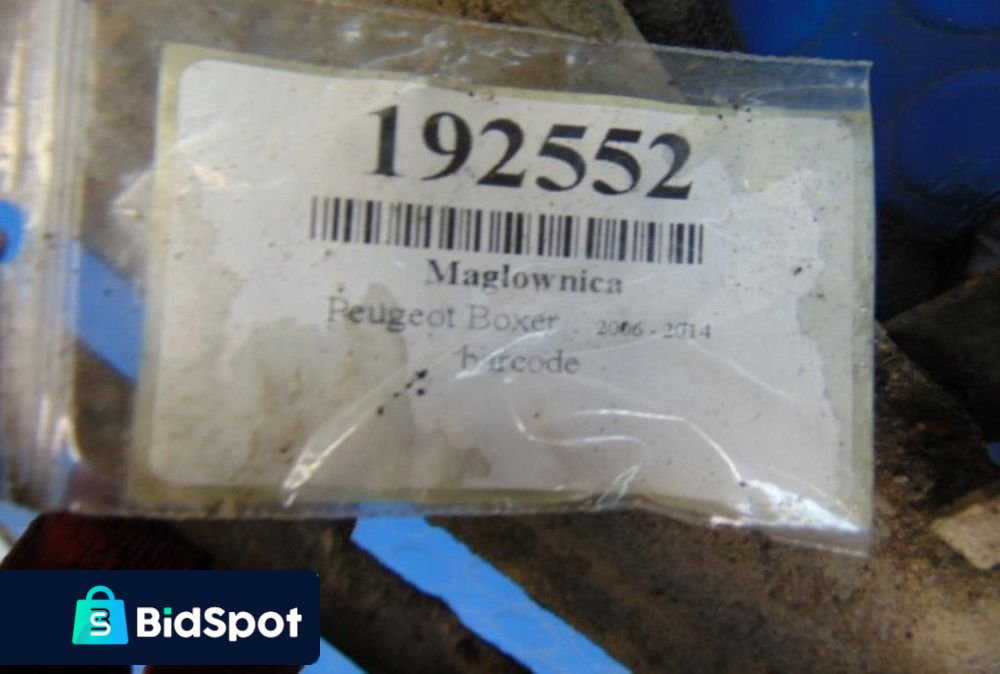 192552
Maglownica
Peugeot Boxer 2006 - 2014
barcode
BidSpot